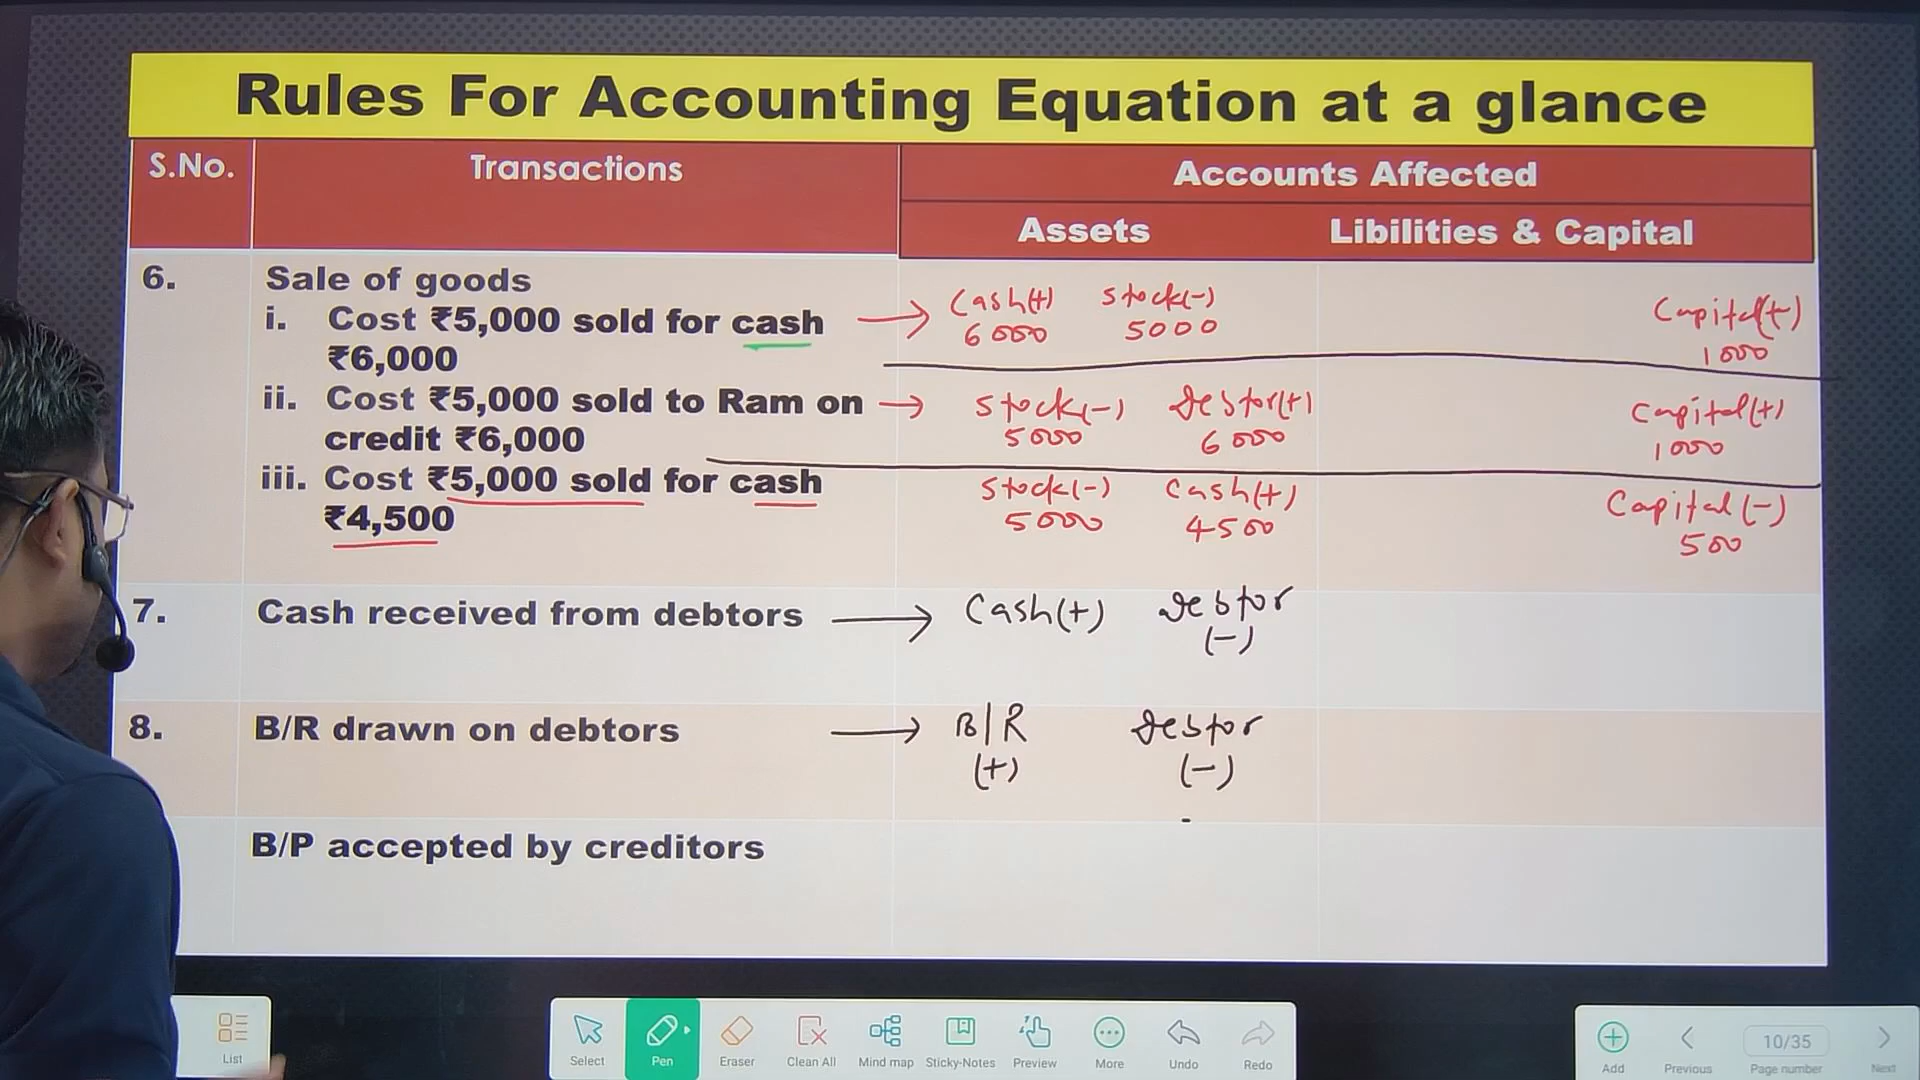 Rules For Accounting Equation at a glance
S.No. Transactions Accounts Affected
Assets Libilities & Capital
6. Sale of goods
i. Cost ₹5,000 sold for cash
₹6,000
Cash(+) Stock(-) Capital(+)
6000 5000 1000
ii. Cost ₹5,000 sold to Ram on
credit ₹6,000
Stock(-) Debtor(+) Capital(+)
5000 6000 1000
iii. Cost ₹5,000 sold for cash
₹4,500
Stock(-) Cash(+) Capital(-)
5000 4500 500
7. Cash received from debtors
Cash(+) Debtor
(-)
8. B/R drawn on debtors
B/R Debtor
(+) (-)
B/P accepted by creditors
List
Select Pen Eraser Clean All Mind map Sticky-Notes Preview More Undo Redo
10/35
Add Previous Page number Next